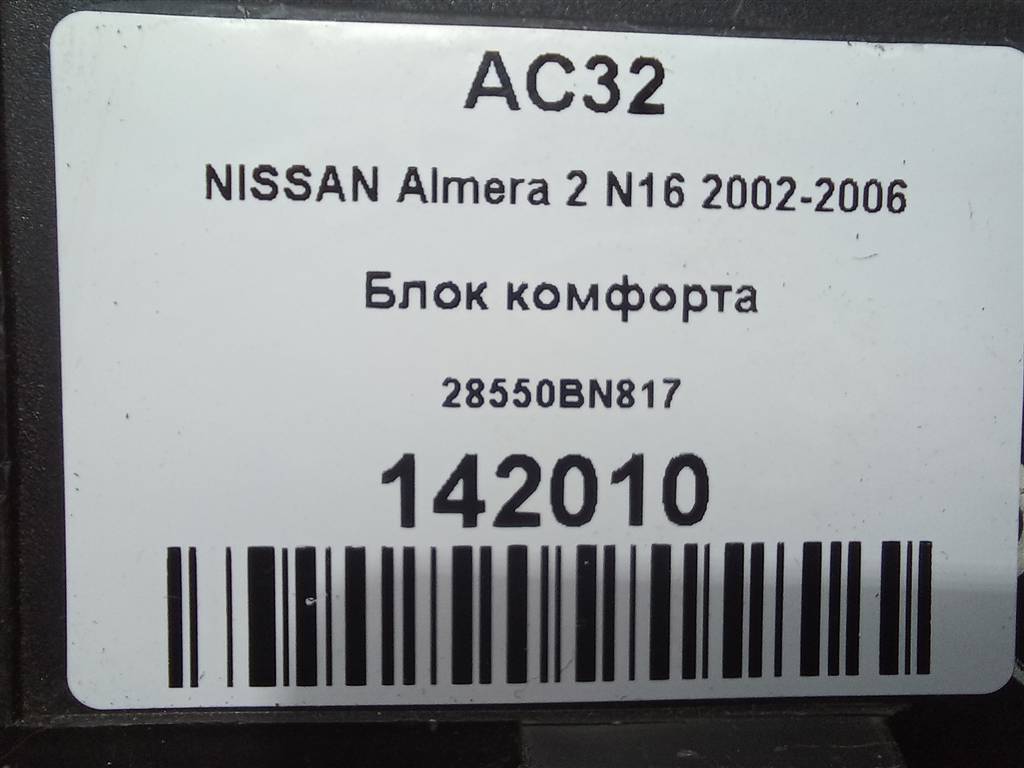 AC32
NISSAN Almera 2 N16 2002-2006
Блок комфорта
28550BN817
142010